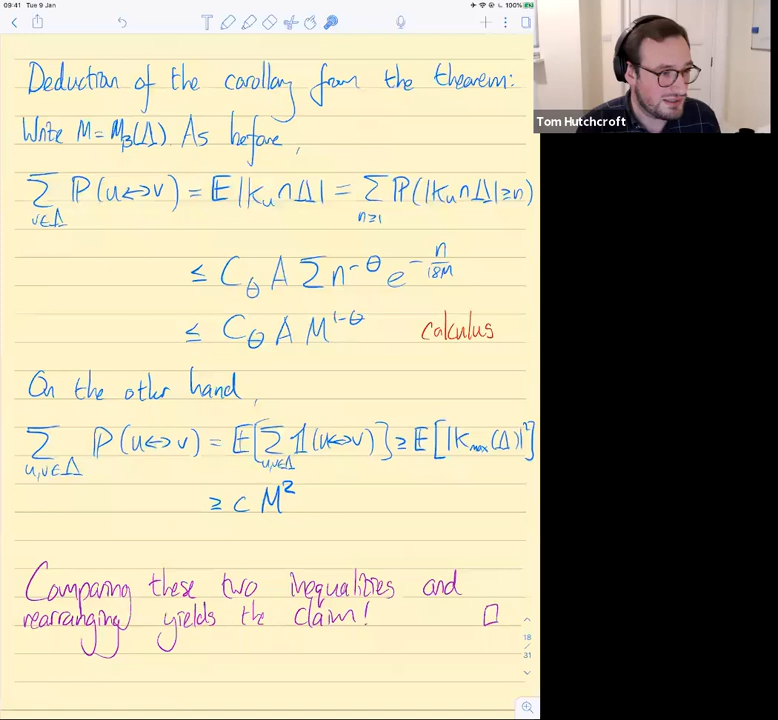 09:41 Tue 9 Jan
100%
Deduction of the corollary from the theorem:
Write M = M_β(Λ). As before,
∑_{v∈Λ} ℙ(u↔v) = 𝔼|K_u∩Λ| = ∑_{n≥1} ℙ(|K_u∩Λ|≥n)
≤ C_θ A ∑ n^{-θ} e^{-n/18M}
≤ C_θ A M^{1-θ} calculus
On the other hand,
∑_{u,v∈Λ} ℙ(u↔v) = 𝔼[∑_{u,v∈Λ} 𝟙(u↔v)] ≥ 𝔼[|K_max(Λ)|²]
≥ c M²
Comparing these two inequalities and
rearranging yields the claim! □
18
/
31
Tom Hutchcroft